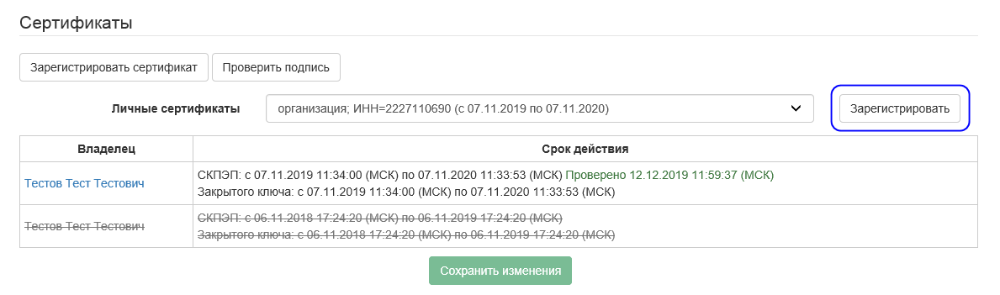 Сертификаты
Зарегистрировать сертификат Проверить подпись
Личные сертификаты организация; ИНН=2227110690 (с 07.11.2019 по 07.11.2020) Зарегистрировать
Владелец Срок действия
Тестов Тест Тестович
СКПЭП: с 07.11.2019 11:34:00 (МСК) по 07.11.2020 11:33:53 (МСК) Проверено 12.12.2019 11:59:37 (МСК)
Закрытого ключа: с 07.11.2019 11:34:00 (МСК) по 07.11.2020 11:33:53 (МСК)
Тестов Тест Тестович
СКПЭП: с 06.11.2018 17:24:20 (МСК) по 06.11.2019 17:24:20 (МСК)
Закрытого ключа: с 06.11.2018 17:24:20 (МСК) по 06.11.2019 17:24:20 (МСК)
Сохранить изменения